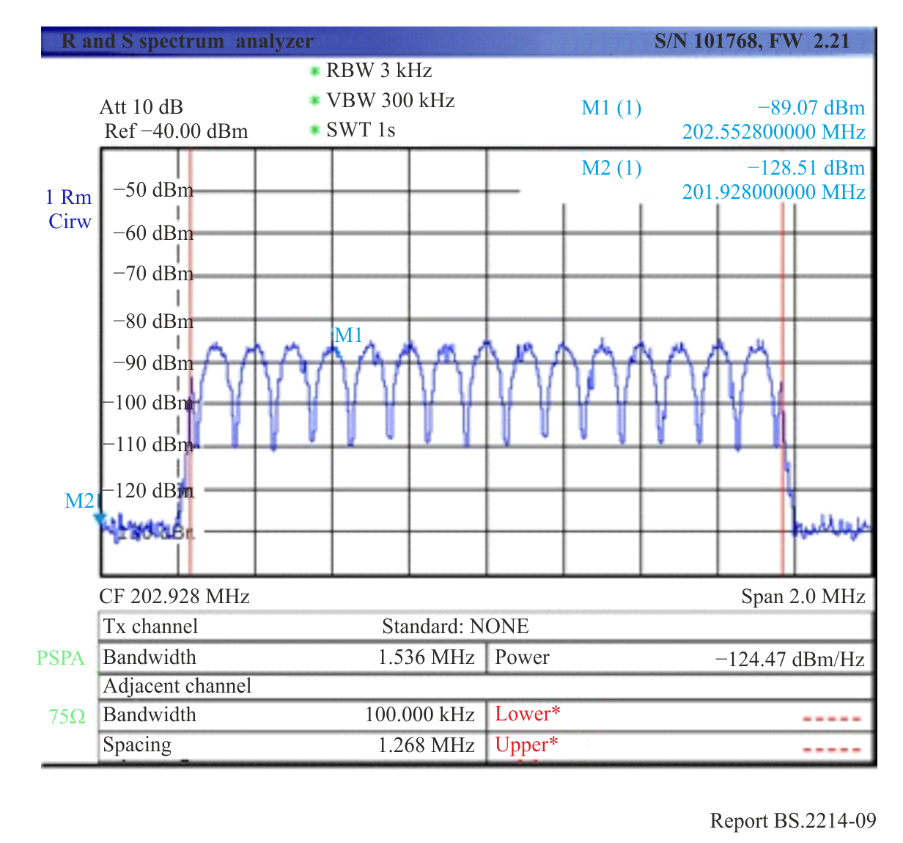 R and S spectrum analyzer S/N 101768, FW 2.21
* RBW 3 kHz
* VBW 300 kHz
* SWT 1s
Att 10 dB
Ref −40.00 dBm
M1 (1) −89.07 dBm
202.552800000 MHz
M2 (1) −128.51 dBm
201.928000000 MHz
1 Rm
Cirw
−50 dBm
−60 dBm
−70 dBm
−80 dBm
M1
−90 dBm
−100 dBm
−110 dBm
−120 dBm
M2
CF 202.928 MHz Span 2.0 MHz
Tx channel Standard: NONE
PSPA Bandwidth 1.536 MHz Power −124.47 dBm/Hz
Adjacent channel
75Ω Bandwidth 100.000 kHz Lower* -----
Spacing 1.268 MHz Upper* -----
Report BS.2214-09